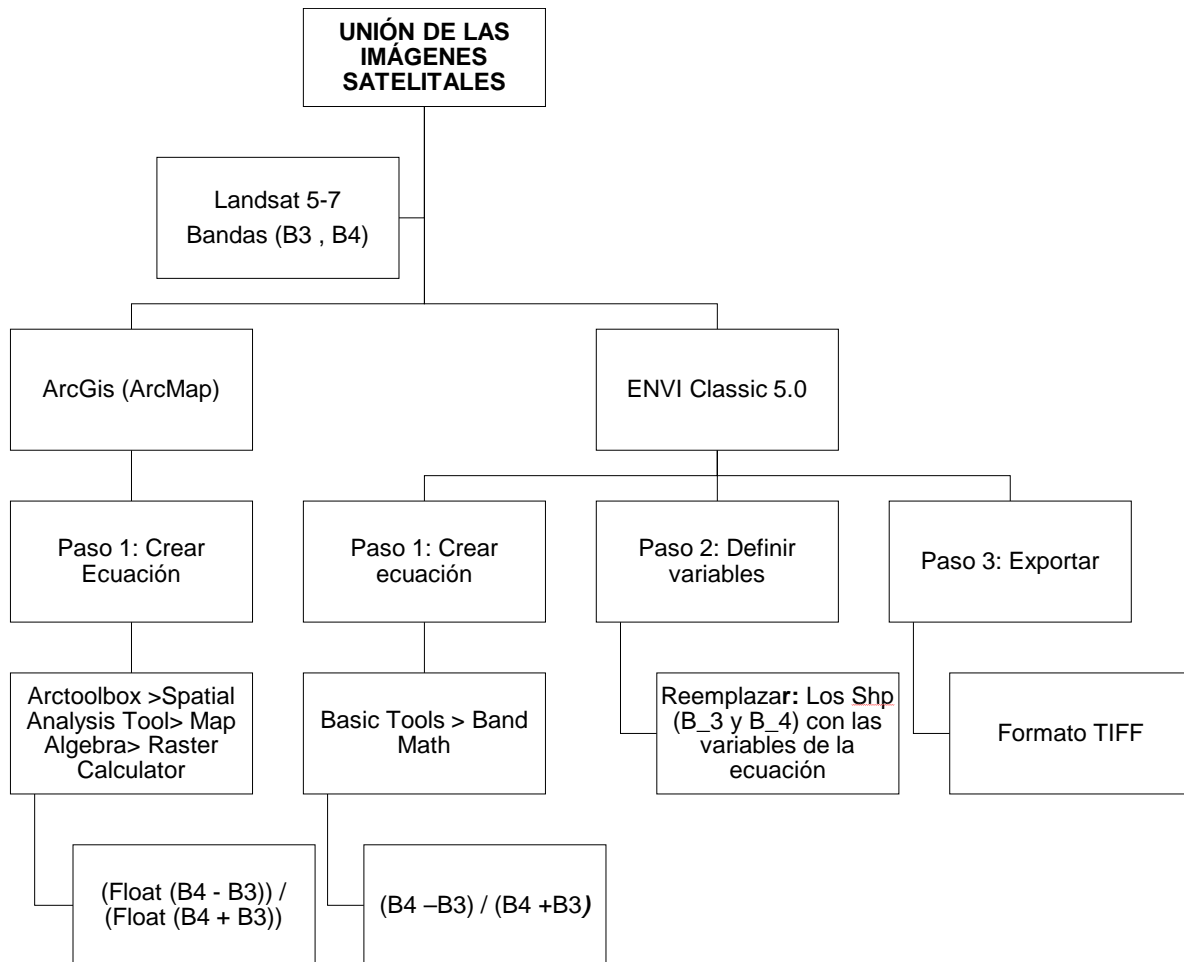 UNIÓN DE LAS
IMÁGENES
SATELITALES
Landsat 5-7
Bandas (B3 , B4)
ArcGis (ArcMap)
ENVI Classic 5.0
Paso 1: Crear
Ecuación
Paso 1: Crear
ecuación
Paso 2: Definir
variables
Paso 3: Exportar
Arctoolbox >Spatial
Analysis Tool> Map
Algebra> Raster
Calculator
Basic Tools > Band
Math
Reemplazar: Los Shp
(B_3 y B_4) con las
variables de la
ecuación
Formato TIFF
(Float (B4 - B3)) /
(Float (B4 + B3))
(B4 –B3) / (B4 +B3)